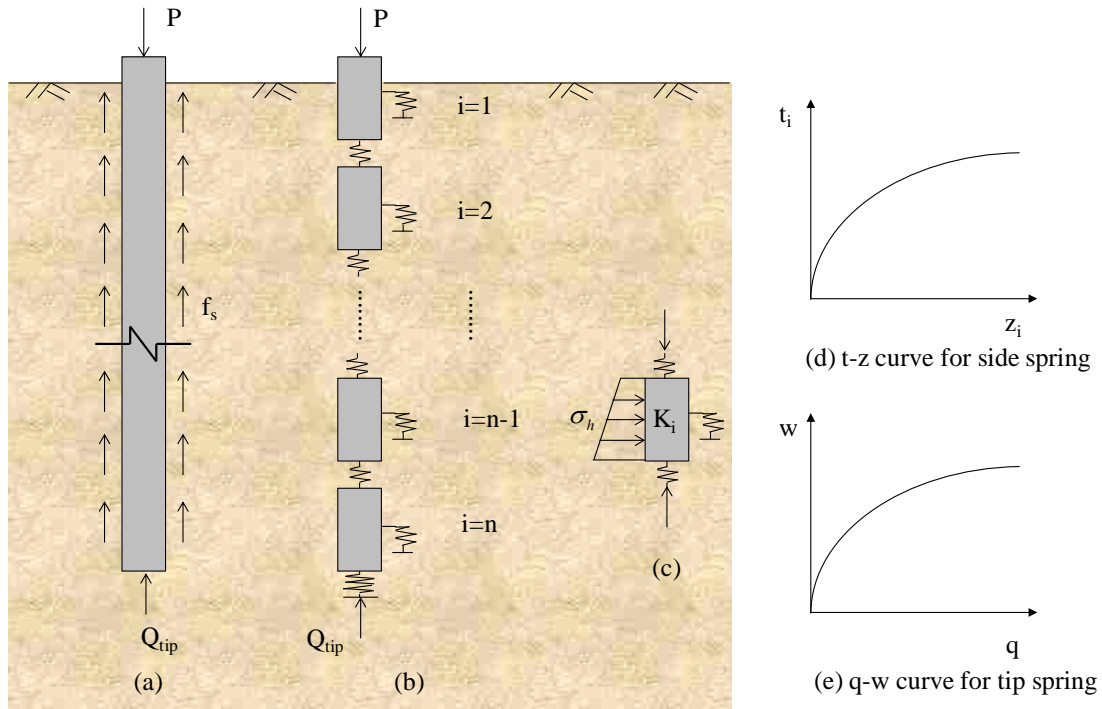 P
P
i=1
i=2
f_s
i=n-1
i=n
σ_h
K_i
Q_tip
Q_tip
(a)
(b)
(c)
t_i
z_i
(d) t-z curve for side spring
w
q
(e) q-w curve for tip spring